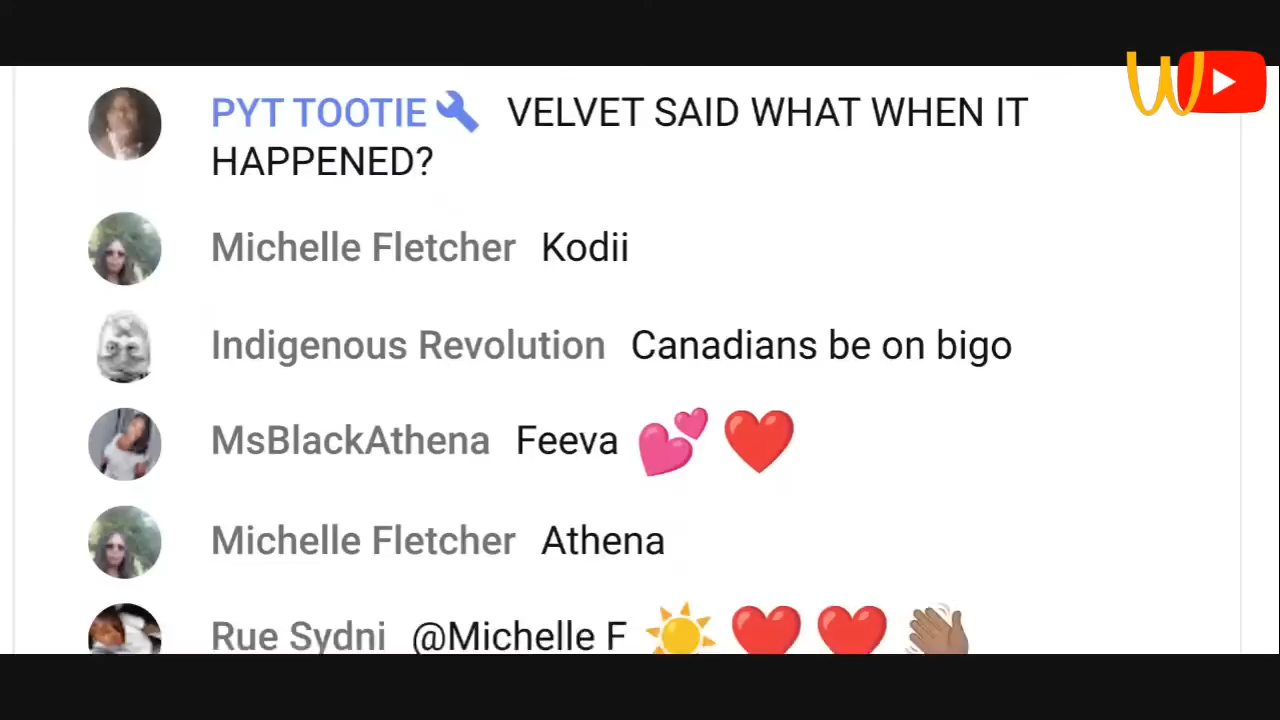 PYT TOOTIE VELVET SAID WHAT WHEN IT
HAPPENED?
Michelle Fletcher Kodii
Indigenous Revolution Canadians be on bigo
MsBlackAthena Feeva 💕 ❤️
Michelle Fletcher Athena
Rue Sydni @Michelle F ☀️ ❤️ ❤️ 👋🏽